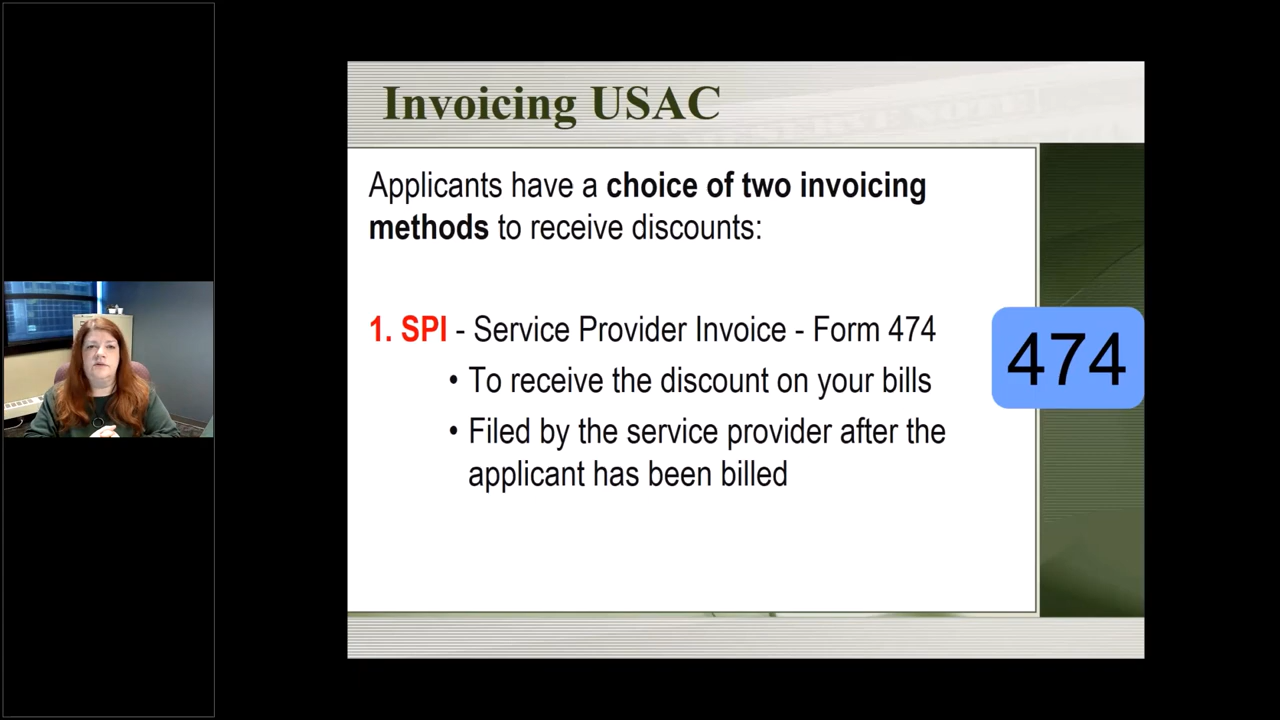 Invoicing USAC
Applicants have a choice of two invoicing
methods to receive discounts:
1. SPI - Service Provider Invoice - Form 474
• To receive the discount on your bills
• Filed by the service provider after the
applicant has been billed
474